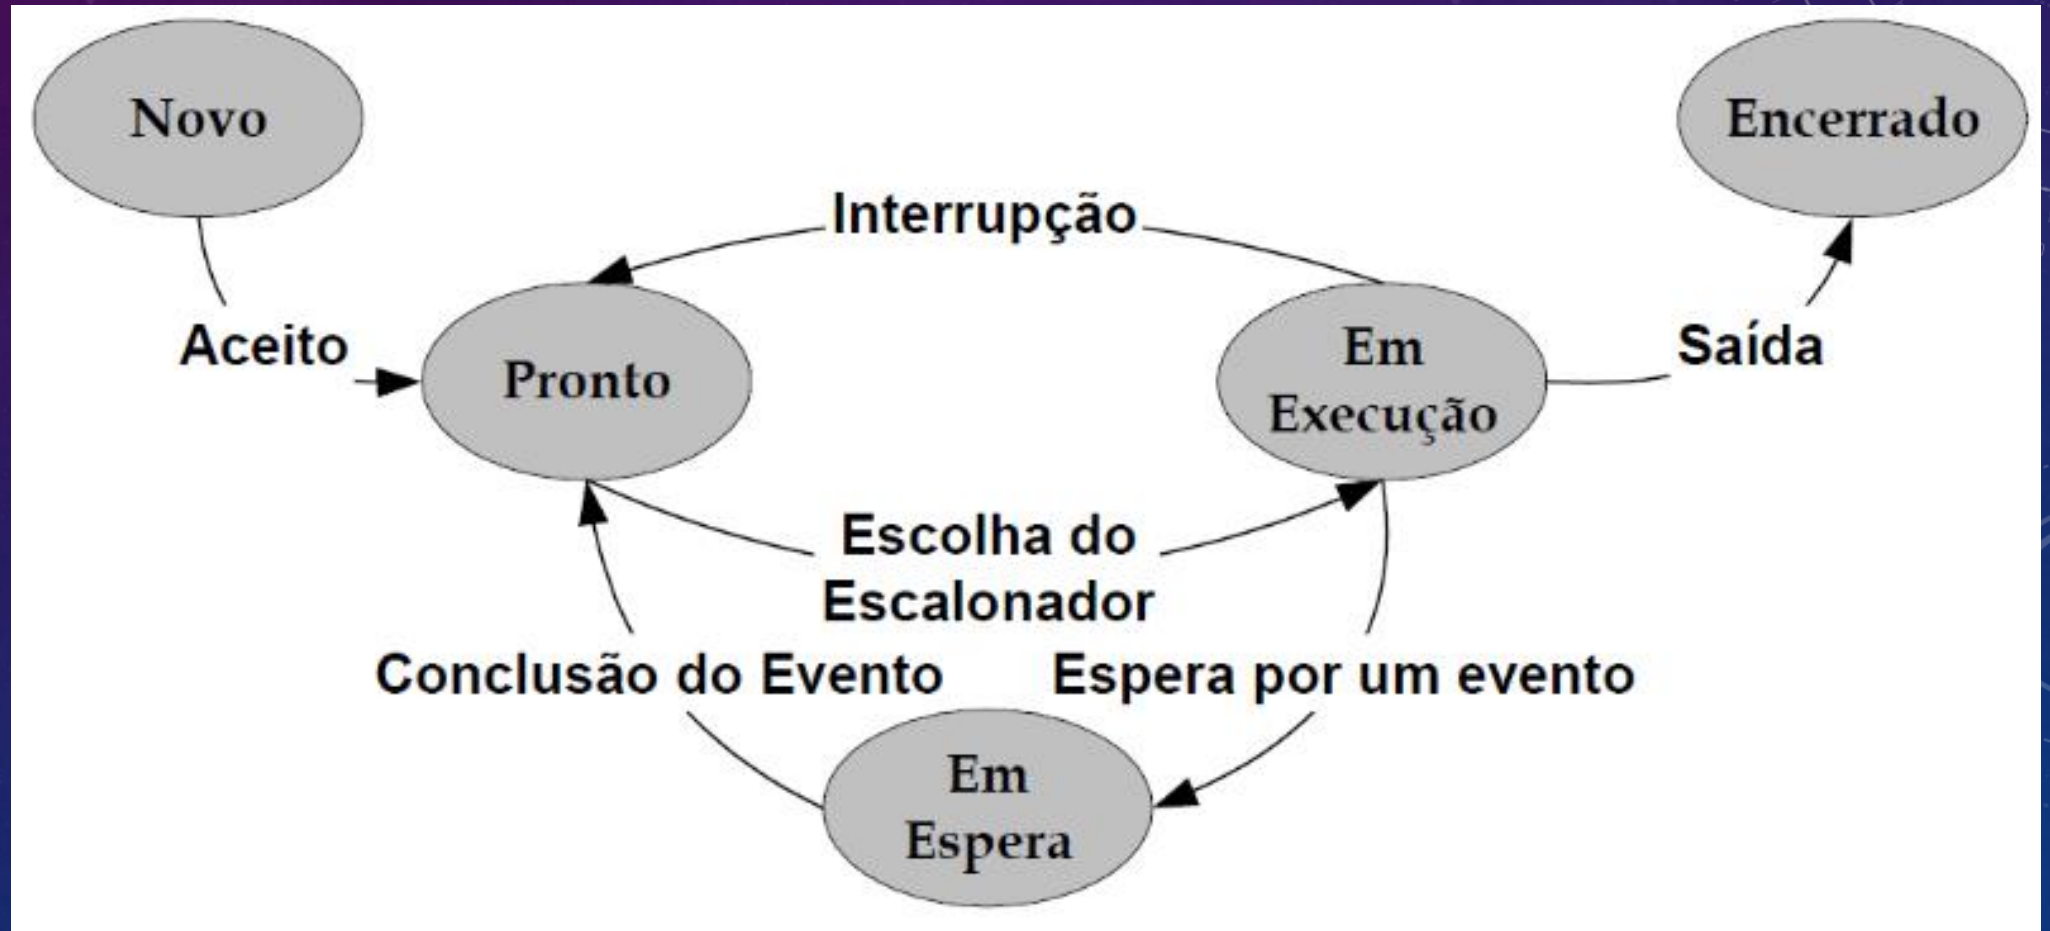 Novo
Encerrado
Interrupção
Aceito
Pronto
Em
Execução
Saída
Escolha do
Escalonador
Conclusão do Evento
Espera por um evento
Em
Espera